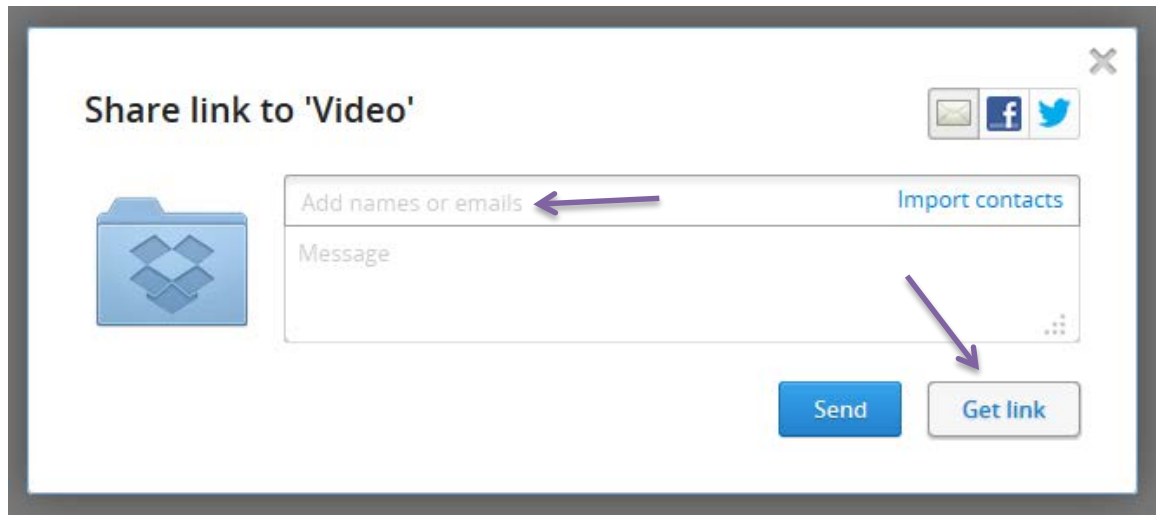 Share link to 'Video'
Add names or emails
Import contacts
Message
Send
Get link